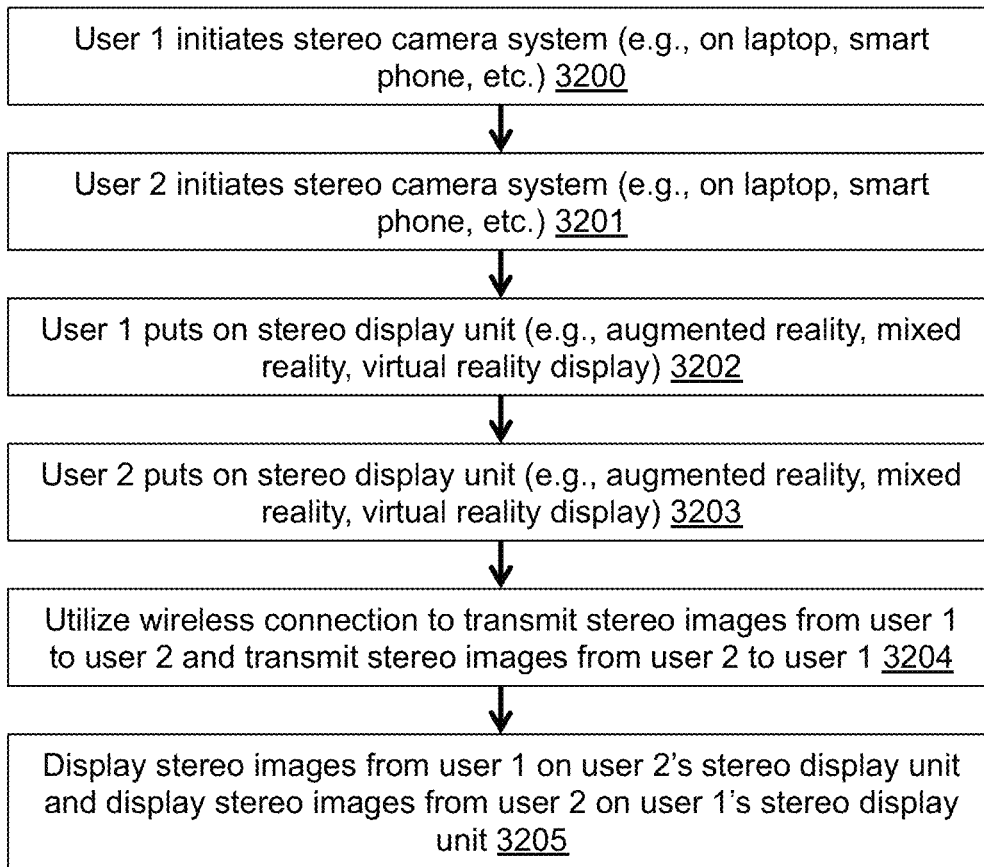 User 1 initiates stereo camera system (e.g., on laptop, smart
phone, etc.) 3200
User 2 initiates stereo camera system (e.g., on laptop, smart
phone, etc.) 3201
User 1 puts on stereo display unit (e.g., augmented reality, mixed
reality, virtual reality display) 3202
User 2 puts on stereo display unit (e.g., augmented reality, mixed
reality, virtual reality display) 3203
Utilize wireless connection to transmit stereo images from user 1
to user 2 and transmit stereo images from user 2 to user 1 3204
Display stereo images from user 1 on user 2’s stereo display unit
and display stereo images from user 2 on user 1’s stereo display
unit 3205